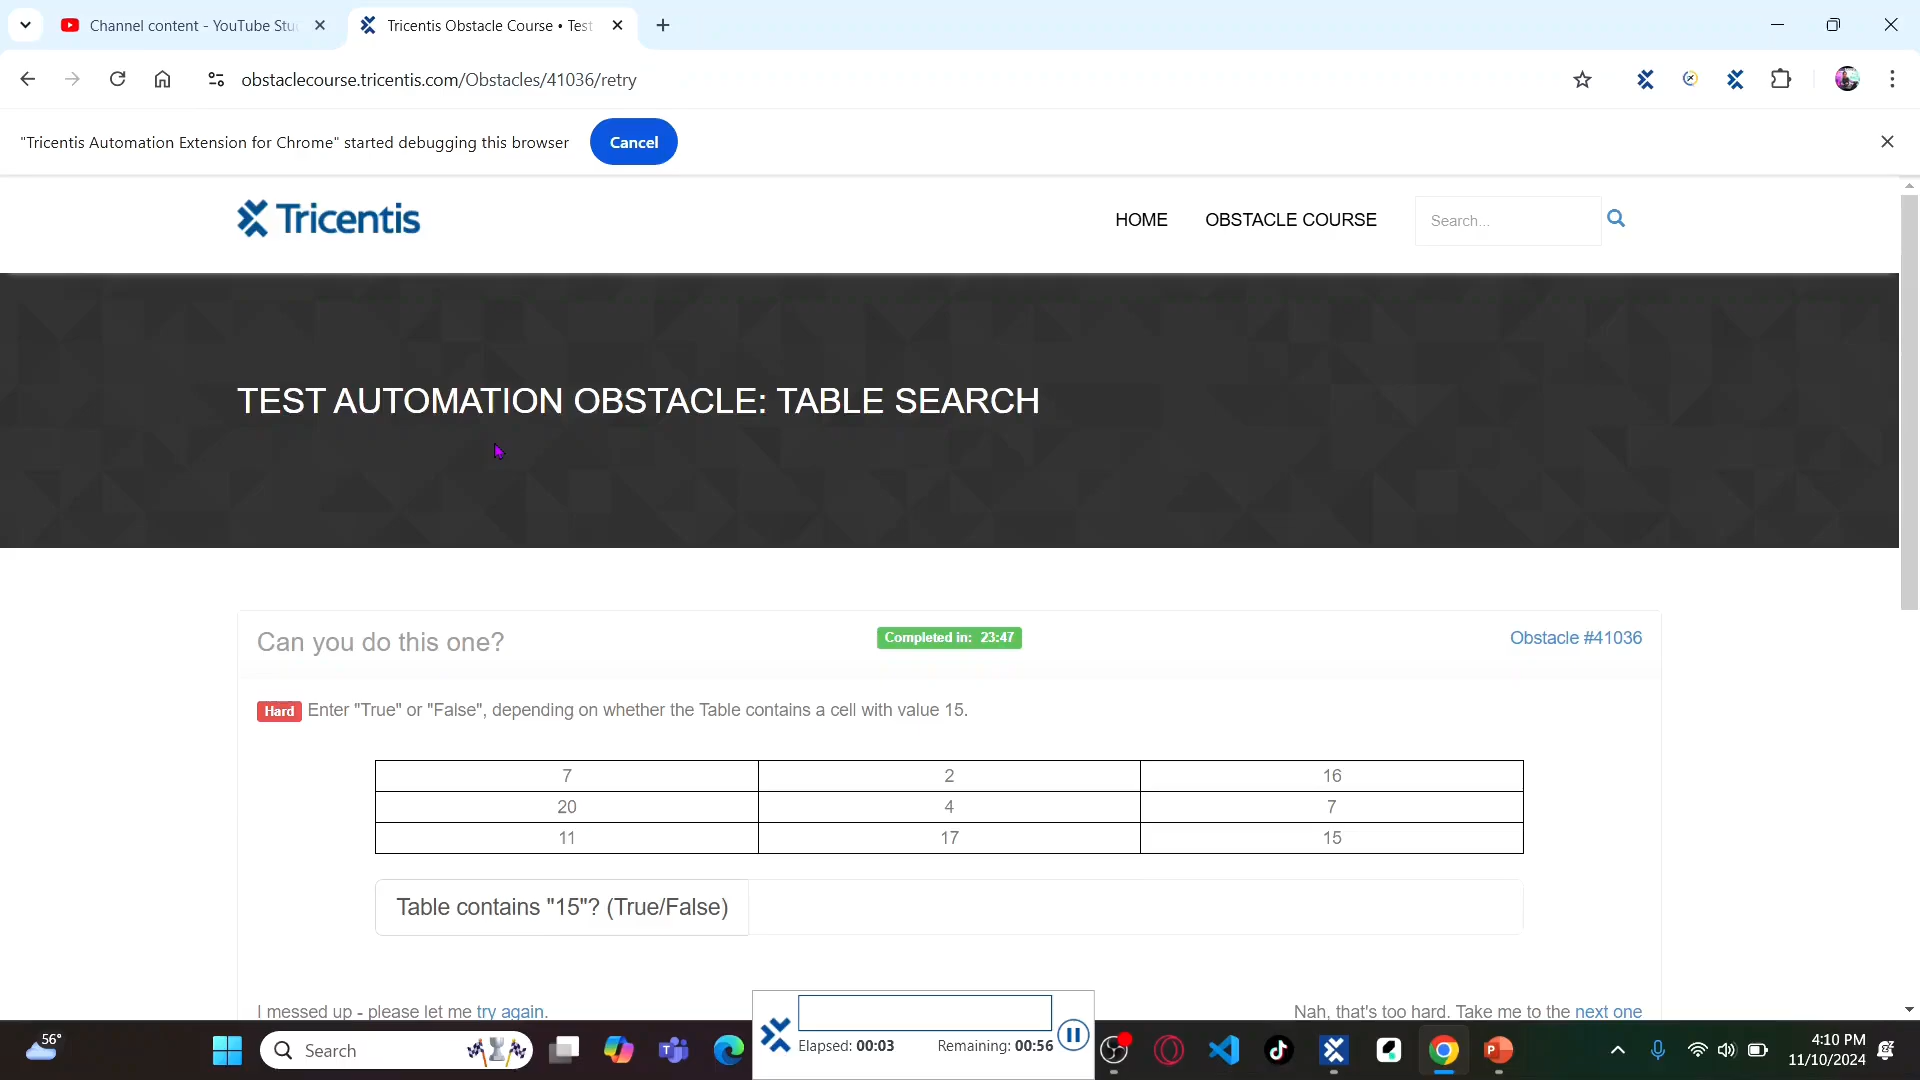 Channel content - YouTube Stu
Tricentis Obstacle Course • Test
obstaclecourse.tricentis.com/Obstacles/41036/retry
"Tricentis Automation Extension for Chrome" started debugging this browser
Cancel
Tricentis
HOME
OBSTACLE COURSE
Search...
TEST AUTOMATION OBSTACLE: TABLE SEARCH
Can you do this one?
Completed in: 23:47
Obstacle #41036
Hard Enter "True" or "False", depending on whether the Table contains a cell with value 15.
7 2 16
20 4 7
11 17 15
Table contains "15"? (True/False)
I messed up - please let me try again.
Nah, that's too hard. Take me to the next one
Elapsed: 00:03
Remaining: 00:56
56°
Search
4:10 PM
11/10/2024